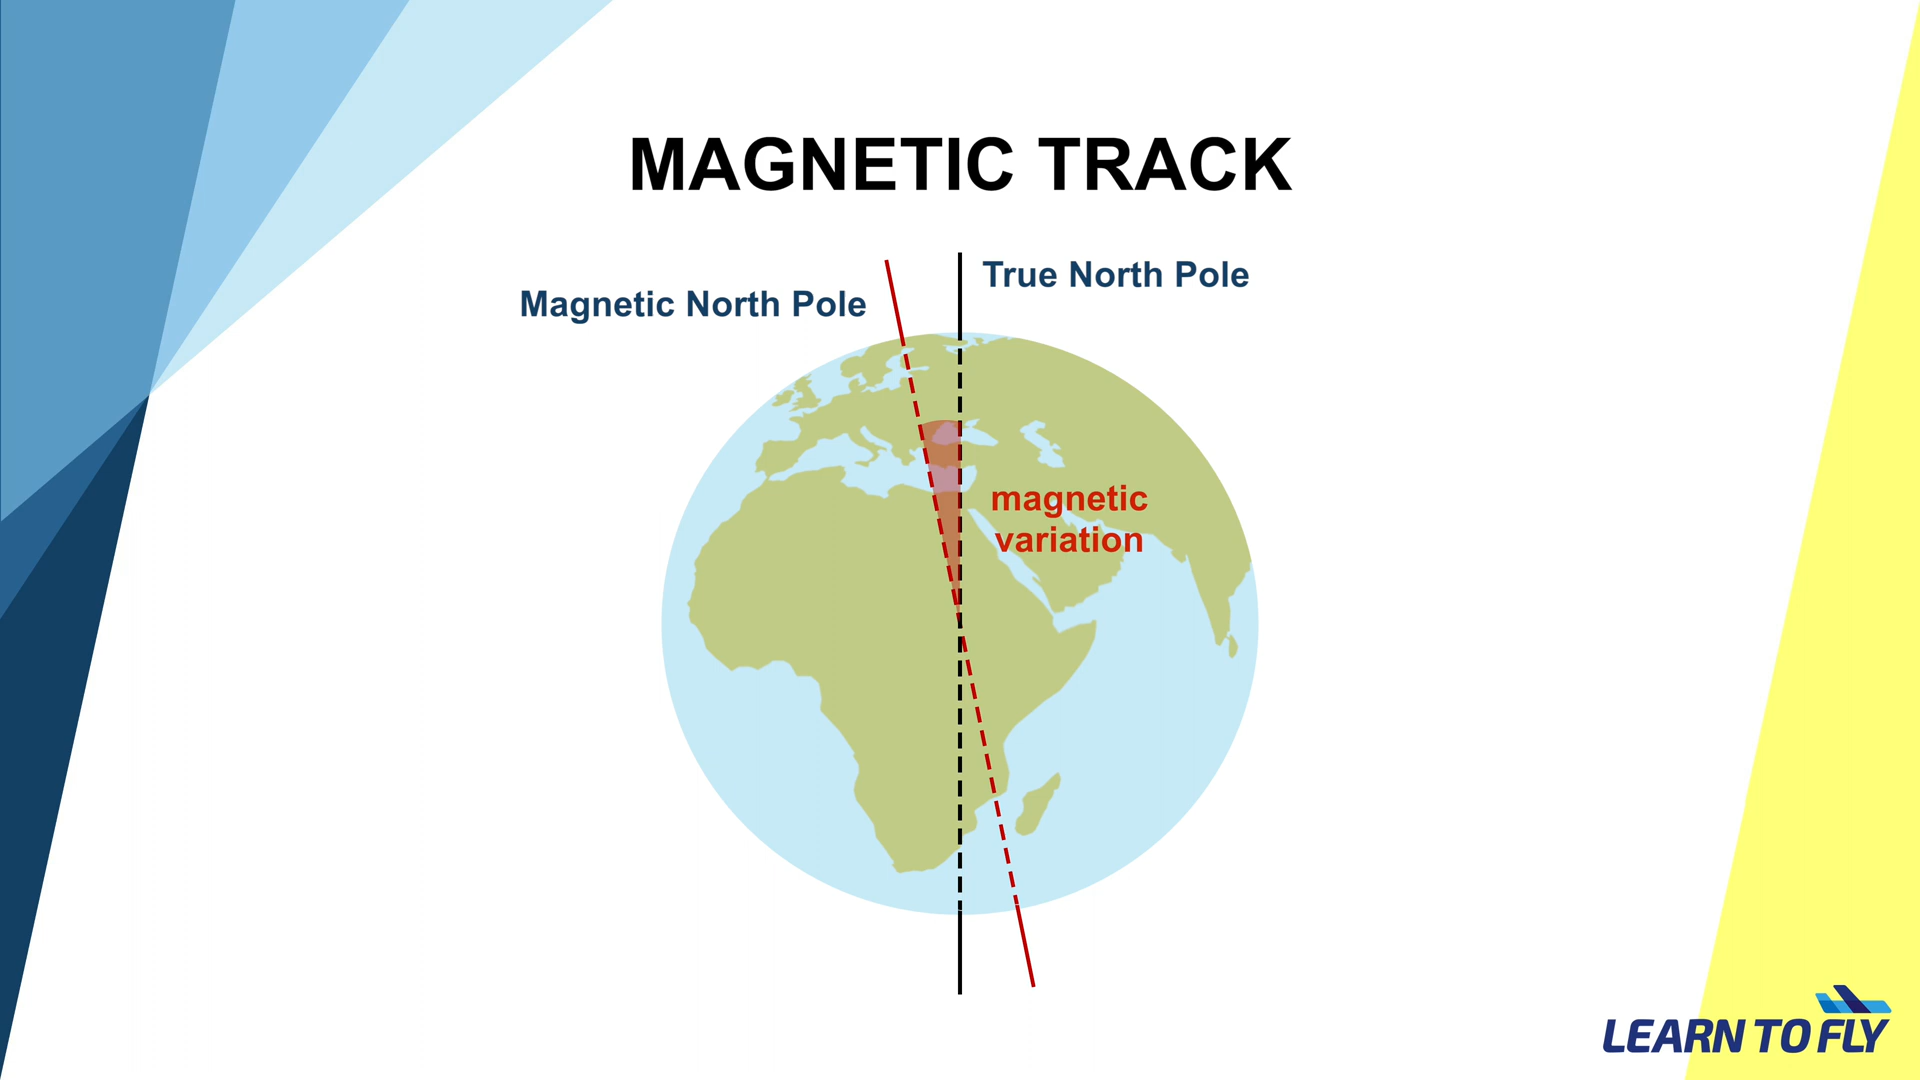 MAGNETIC TRACK
True North Pole
Magnetic North Pole
magnetic
variation
LEARN TO FLY